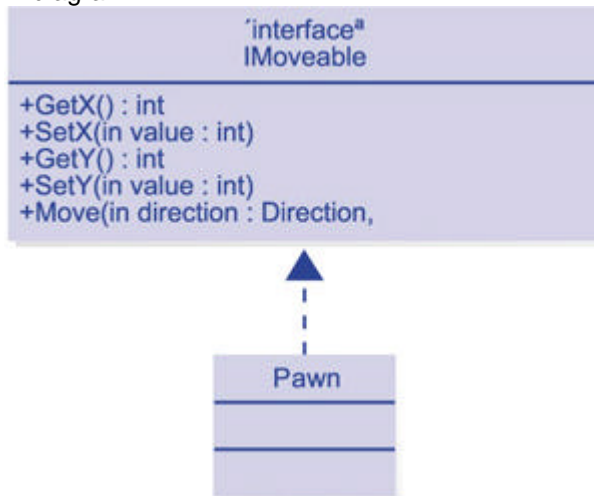 ´interfaceª
IMoveable
+GetX() : int
+SetX(in value : int)
+GetY() : int
+SetY(in value : int)
+Move(in direction : Direction,
Pawn